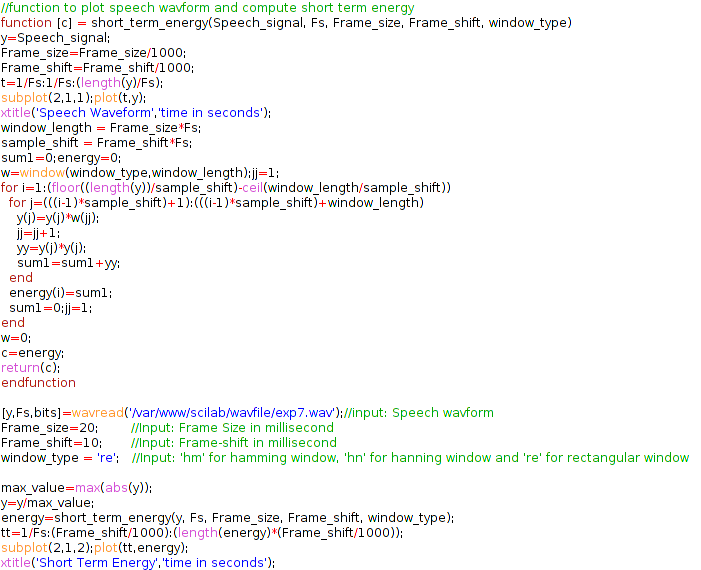 //function to plot speech wavform and compute short term energy
function [c] = short_term_energy(Speech_signal, Fs, Frame_size, Frame_shift, window_type)
y=Speech_signal;
Frame_size=Frame_size/1000;
Frame_shift=Frame_shift/1000;
t=1/Fs:1/Fs:(length(y)/Fs);
subplot(2,1,1);plot(t,y);
xtitle('Speech Waveform','time in seconds');
window_length = Frame_size*Fs;
sample_shift = Frame_shift*Fs;
sum1=0;energy=0;
w=window(window_type,window_length);jj=1;
for i=1:(floor((length(y))/sample_shift)-ceil(window_length/sample_shift))
  for j=(((i-1)*sample_shift)+1):(((i-1)*sample_shift)+window_length)
    y(j)=y(j)*w(jj);
    jj=jj+1;
    yy=y(j)*y(j);
    sum1=sum1+yy;
  end
  energy(i)=sum1;
  sum1=0;jj=1;
end
w=0;
c=energy;
return(c);
endfunction

[y,Fs,bits]=wavread('/var/www/scilab/wavfile/exp7.wav');//input: Speech wavform
Frame_size=20;        //Input: Frame Size in millisecond
Frame_shift=10;       //Input: Frame-shift in millisecond
window_type = 're';   //Input: 'hm' for hamming window, 'hn' for hanning window and 're' for rectangular window

max_value=max(abs(y));
y=y/max_value;
energy=short_term_energy(y, Fs, Frame_size, Frame_shift, window_type);
tt=1/Fs:(Frame_shift/1000):(length(energy)*(Frame_shift/1000));
subplot(2,1,2);plot(tt,energy);
xtitle('Short Term Energy','time in seconds');